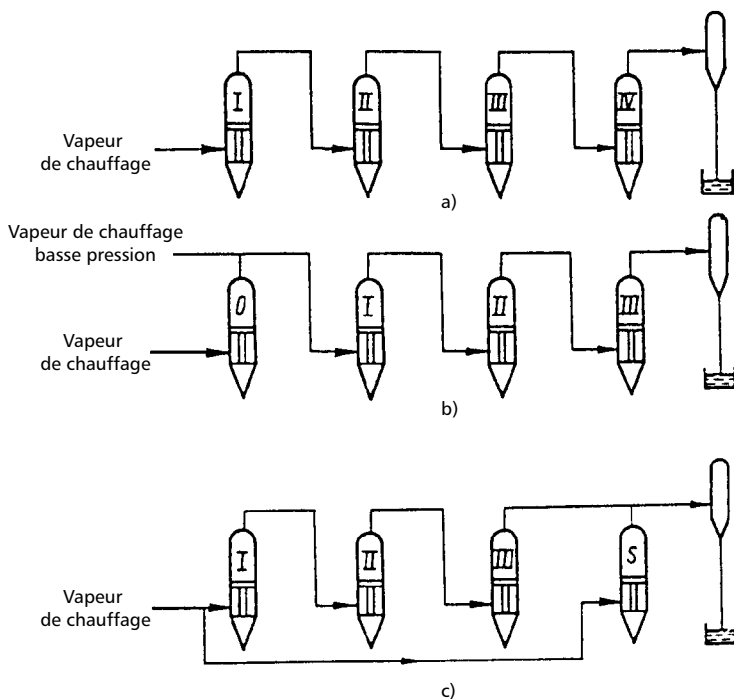 I II III IV
Vapeur
de chauffage
a)
Vapeur de chauffage
basse pression
O I II III
Vapeur
de chauffage
b)
I II III S
Vapeur
de chauffage
c)